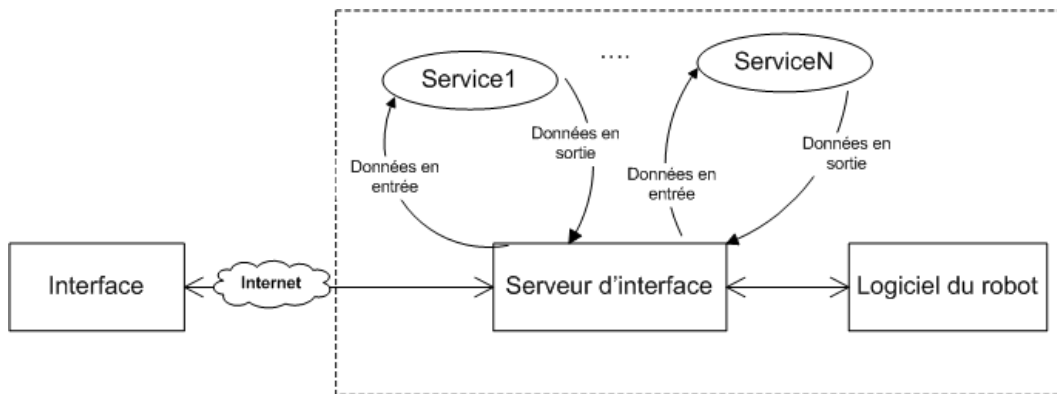 Service1
....
ServiceN
Données en
sortie
Données en
sortie
Données en
entrée
Données en
entrée
Interface
Internet
Serveur d'interface
Logiciel du robot